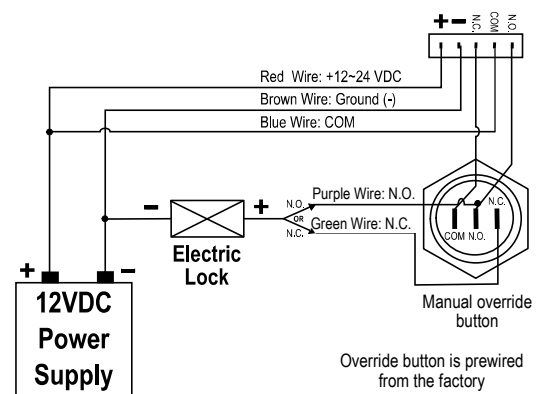 + – N.C. COM N.O.
Red Wire: +12~24 VDC
Brown Wire: Ground (-)
Blue Wire: COM
Purple Wire: N.O.
N.O.
OR
N.C.
Green Wire: N.C.
– +
Electric
Lock
N.C.
COM N.O.
+ –
12VDC
Power
Supply
Manual override
button
Override button is prewired
from the factory